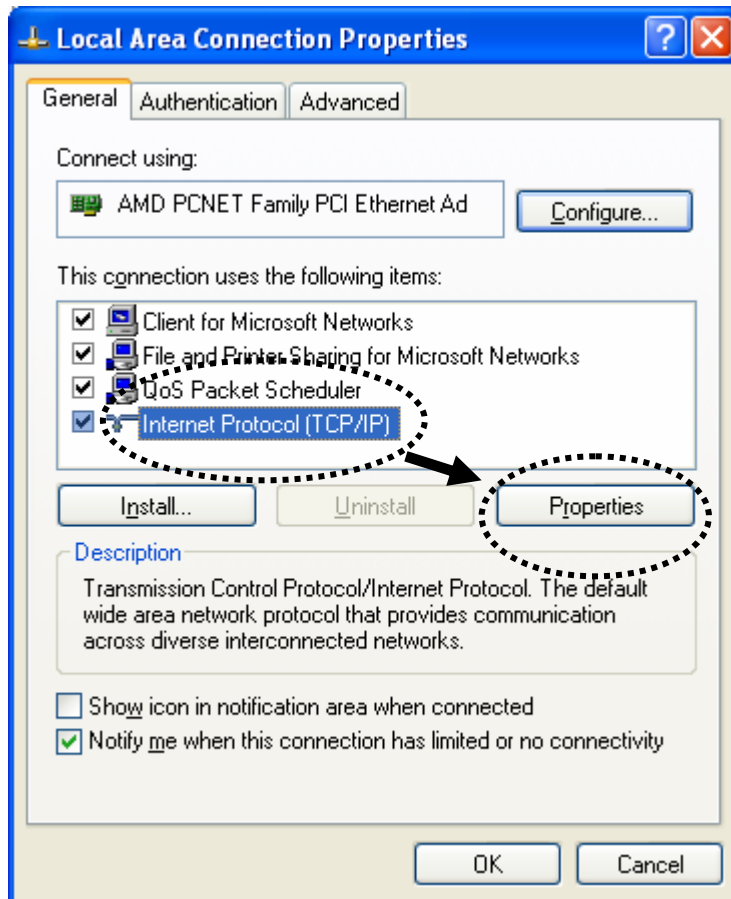 Local Area Connection Properties
General Authentication Advanced
Connect using:
AMD PCNET Family PCI Ethernet Ad
Configure...
This connection uses the following items:
Client for Microsoft Networks
File and Printer Sharing for Microsoft Networks
QoS Packet Scheduler
Internet Protocol (TCP/IP)
Install... Uninstall Properties
Description
Transmission Control Protocol/Internet Protocol. The default
wide area network protocol that provides communication
across diverse interconnected networks.
Show icon in notification area when connected
Notify me when this connection has limited or no connectivity
OK Cancel